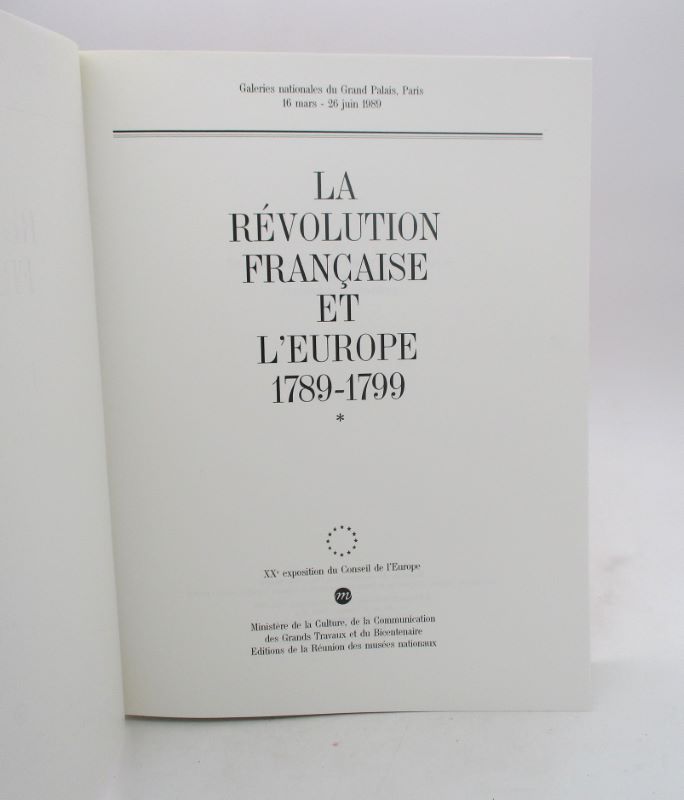 Galeries nationales du Grand Palais, Paris
16 mars - 26 juin 1989
LA
RÉVOLUTION
FRANÇAISE
ET
L'EUROPE
1789-1799
*
XXe exposition du Conseil de l'Europe
m
Ministère de la Culture, de la Communication
des Grands Travaux et du Bicentenaire
Editions de la Réunion des musées nationaux